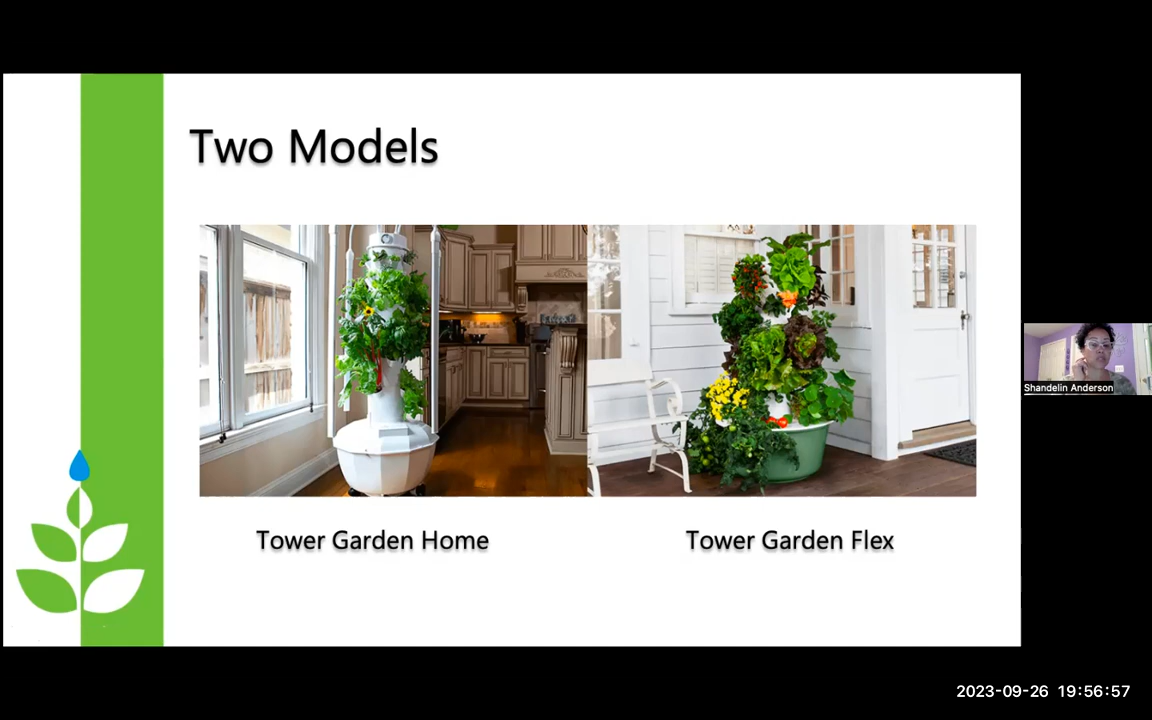 Two Models
Tower Garden Home
Tower Garden Flex
Shandelin Anderson
2023-09-26 19:56:57